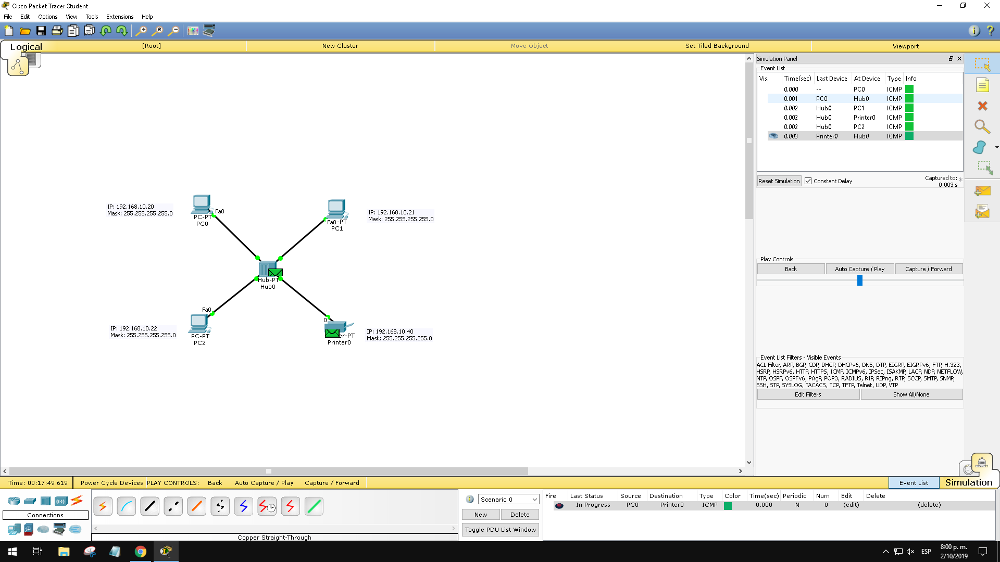 Cisco Packet Tracer Student
File Edit Options View Tools Extensions Help
Logical [Root] New Cluster Move Object Set Tiled Background Viewport
Simulation Panel
Event List
Vis. Time(sec) Last Device At Device Type Info
0.000 -- PC0 ICMP
0.001 PC0 Hub0 ICMP
0.002 Hub0 PC1 ICMP
0.002 Hub0 Printer0 ICMP
0.002 Hub0 PC2 ICMP
0.003 Printer0 Hub0 ICMP
Reset Simulation Constant Delay Captured to:
0.003 s
IP: 192.168.10.20
Mask: 255.255.255.255.0
Fa0
PC-PT
PC0
IP: 192.168.10.21
Mask: 255.255.255.255.0
Fa0-PT
PC1
Hub-PT
Hub0
Fa0
IP: 192.168.10.22
Mask: 255.255.255.255.0
PC-PT
PC2
0
er-PT
Printer0
IP: 192.168.10.40
Mask: 255.255.255.255.0
Play Controls
Back Auto Capture / Play Capture / Forward
Event List Filters - Visible Events
ACL Filter, ARP, BGP, CDP, DHCP, DHCPv6, DNS, DTP, EIGRP, EIGRPv6, FTP, H.323,
HSRP, HSRPv6, HTTP, HTTPS, ICMP, ICMPv6, IPSec, ISAKMP, LACP, NDP, NETFLOW,
NTP, OSPF, OSPFv6, PAgP, POP3, RADIUS, RIP, RIPng, RTP, SCCP, SMTP, SNMP,
SSH, STP, SYSLOG, TACACS, TCP, TFTP, Telnet, UDP, VTP
Edit Filters Show All/None
Time: 00:17:49.619 Power Cycle Devices PLAY CONTROLS: Back Auto Capture / Play Capture / Forward Event List Simulation
Connections
Copper Straight-Through
Scenario 0
New Delete
Toggle PDU List Window
Fire Last Status Source Destination Type Color Time(sec) Periodic Num Edit Delete
In Progress PC0 Printer0 ICMP 0.000 N 0 (edit) (delete)
ESP
8:00 p. m.
2/10/2019